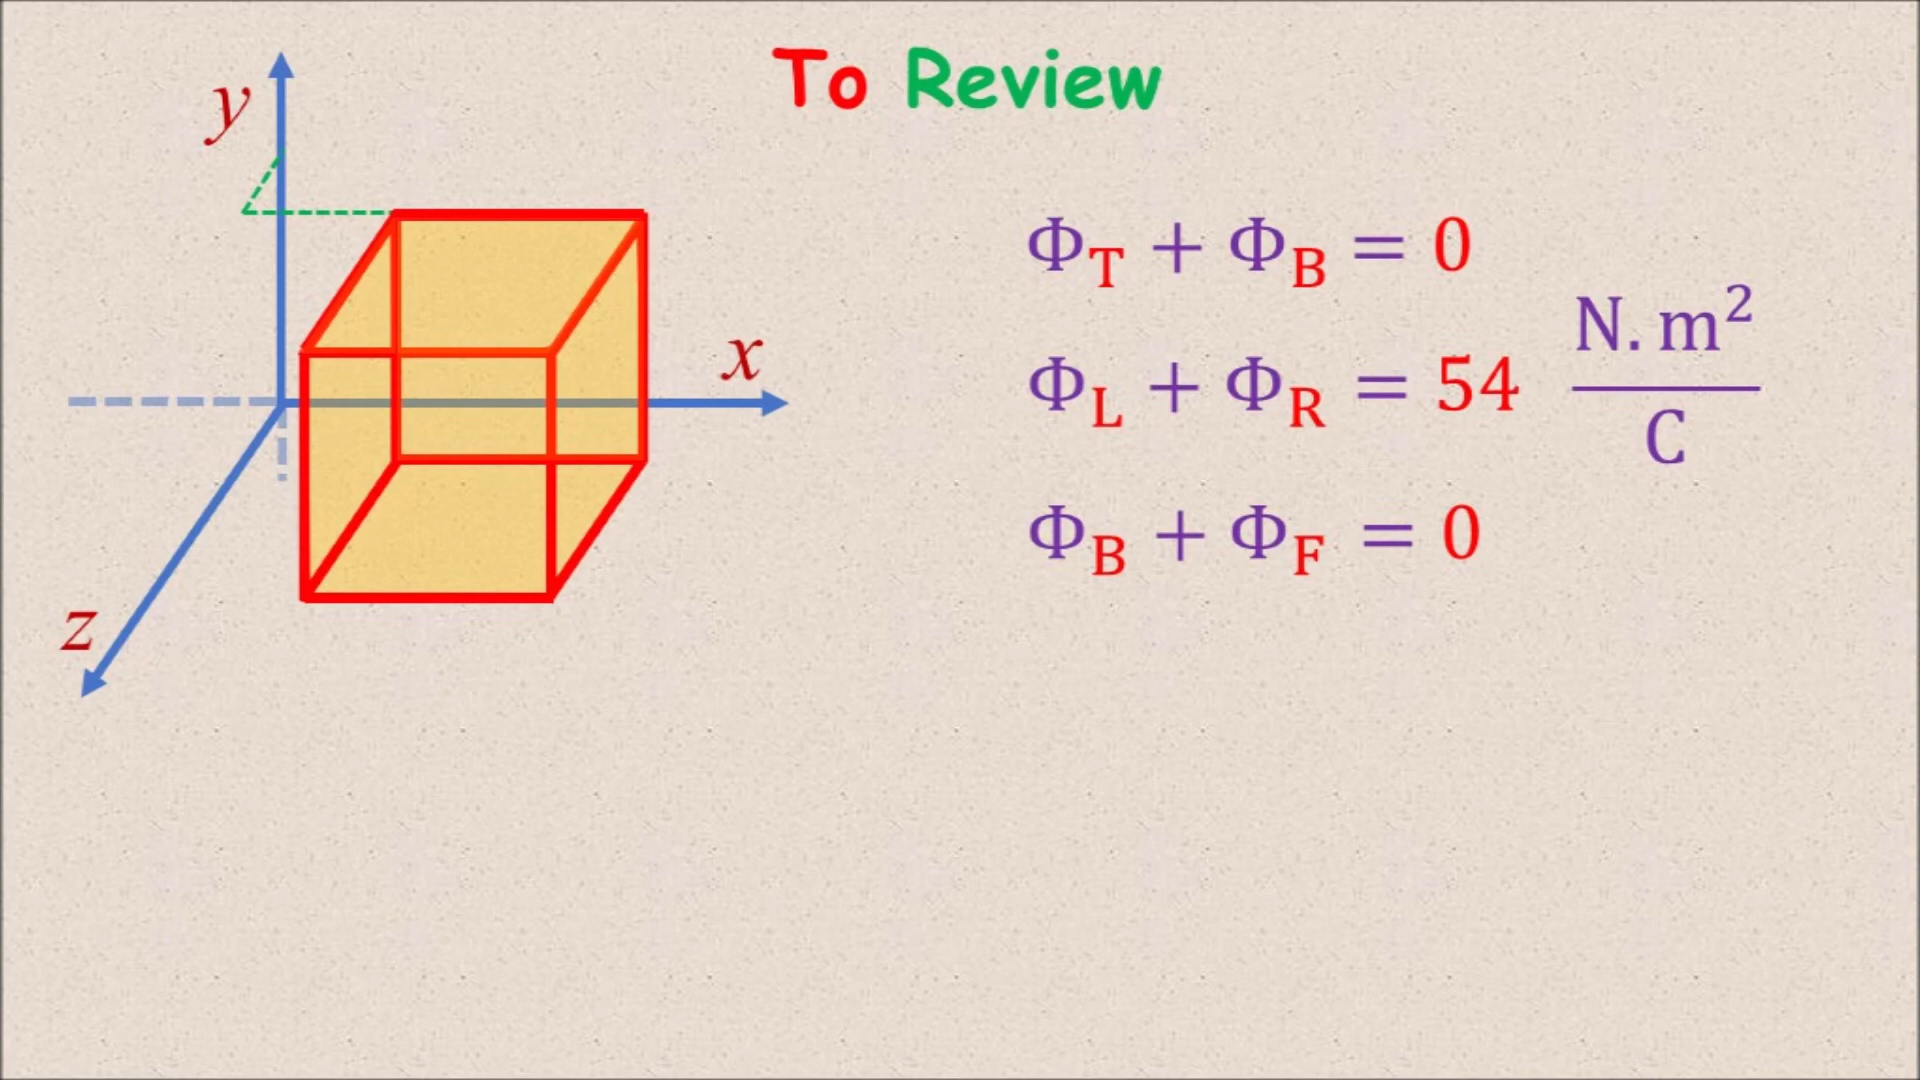 To Review
y
x
z
Φ_T + Φ_B = 0
Φ_L + Φ_R = 54 N.m²/C
Φ_B + Φ_F = 0